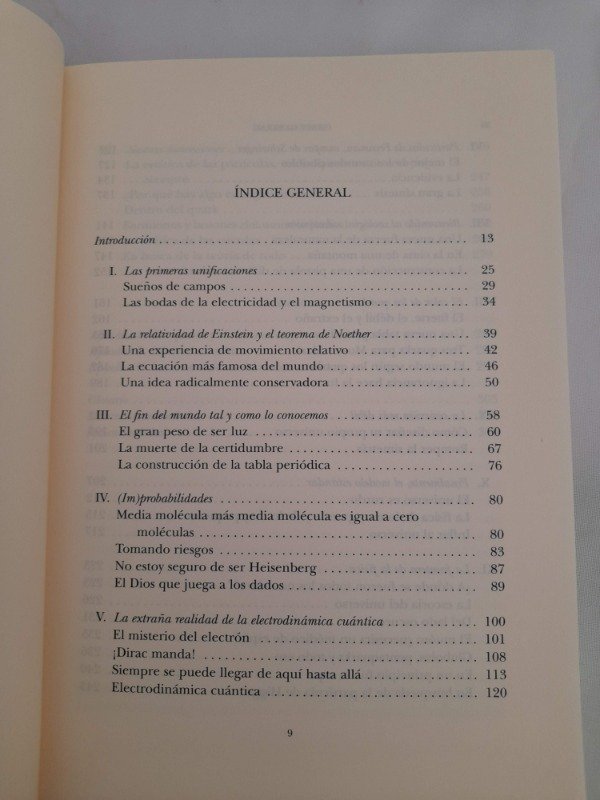 ÍNDICE GENERAL
Introducción 13
I. Las primeras unificaciones 25
Sueños de campos 29
Las bodas de la electricidad y el magnetismo 34
II. La relatividad de Einstein y el teorema de Noether 39
Una experiencia de movimiento relativo 42
La ecuación más famosa del mundo 46
Una idea radicalmente conservadora 50
III. El fin del mundo tal y como lo conocemos 58
El gran peso de ser luz 60
La muerte de la certidumbre 67
La construcción de la tabla periódica 76
IV. (Im)probabilidades 80
Media molécula más media molécula es igual a cero
moléculas 80
Tomando riesgos 83
No estoy seguro de ser Heisenberg 87
El Dios que juega a los dados 89
V. La extraña realidad de la electrodinámica cuántica 100
El misterio del electrón 101
¡Dirac manda! 108
Siempre se puede llegar de aquí hasta allá 113
Electrodinámica cuántica 120
9